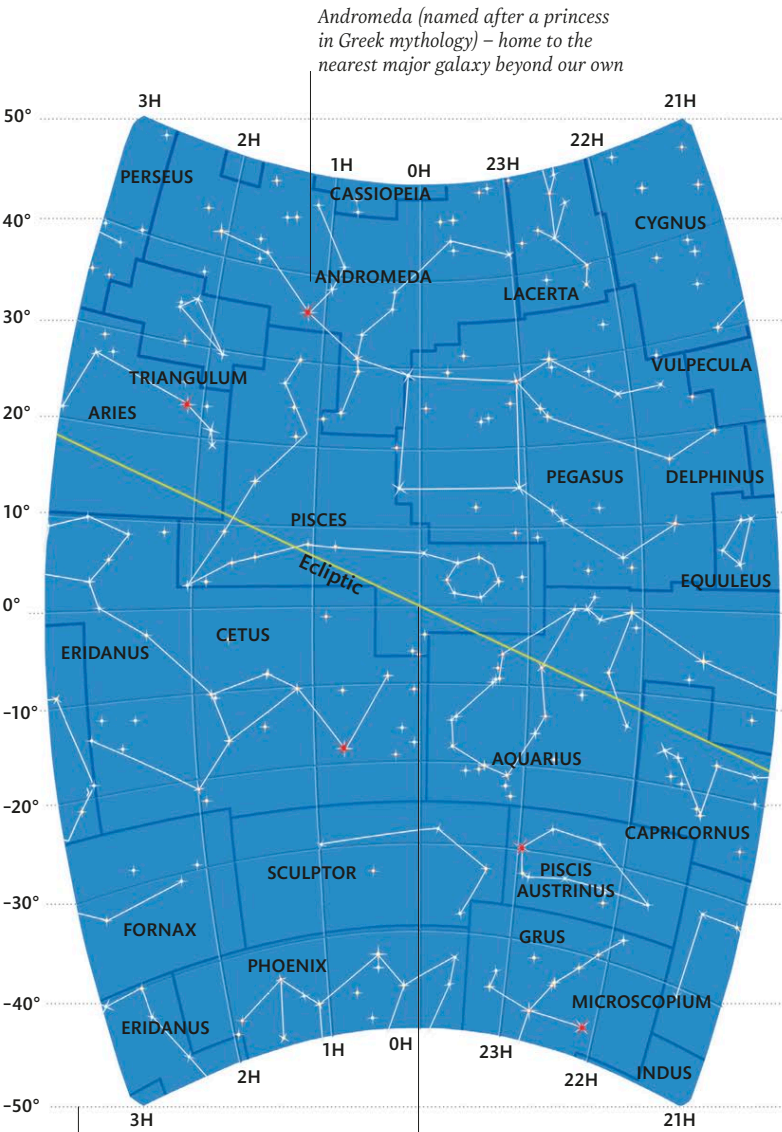 Andromeda (named after a princess
in Greek mythology) – home to the
nearest major galaxy beyond our own
3H
21H
50°
2H
22H
1H
0H
23H
PERSEUS
CASSIOPEIA
40°
CYGNUS
ANDROMEDA
LACERTA
30°
VULPECULA
TRIANGULUM
20°
ARIES
PEGASUS
DELPHINUS
10°
PISCES
Ecliptic
EQUULEUS
0°
CETUS
ERIDANUS
–10°
AQUARIUS
–20°
CAPRICORNUS
SCULPTOR
PISCIS
AUSTRINUS
–30°
FORNAX
GRUS
PHOENIX
–40°
MICROSCOPIUM
ERIDANUS
0H
1H
23H
INDUS
2H
22H
–50°
3H
21H